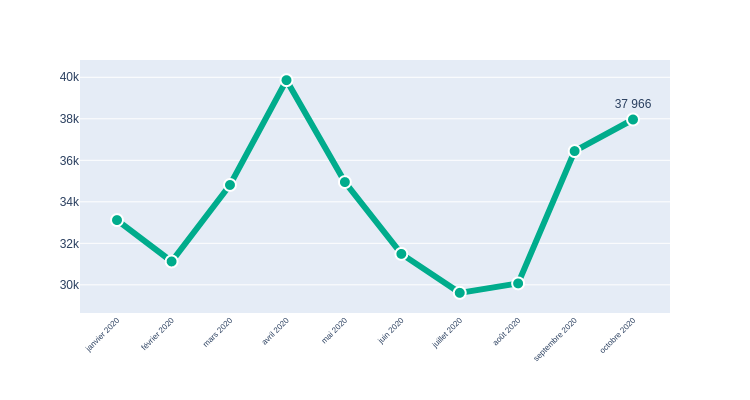 40k
38k
36k
34k
32k
30k
37 966
janvier 2020
février 2020
mars 2020
avril 2020
mai 2020
juin 2020
juillet 2020
août 2020
septembre 2020
octobre 2020